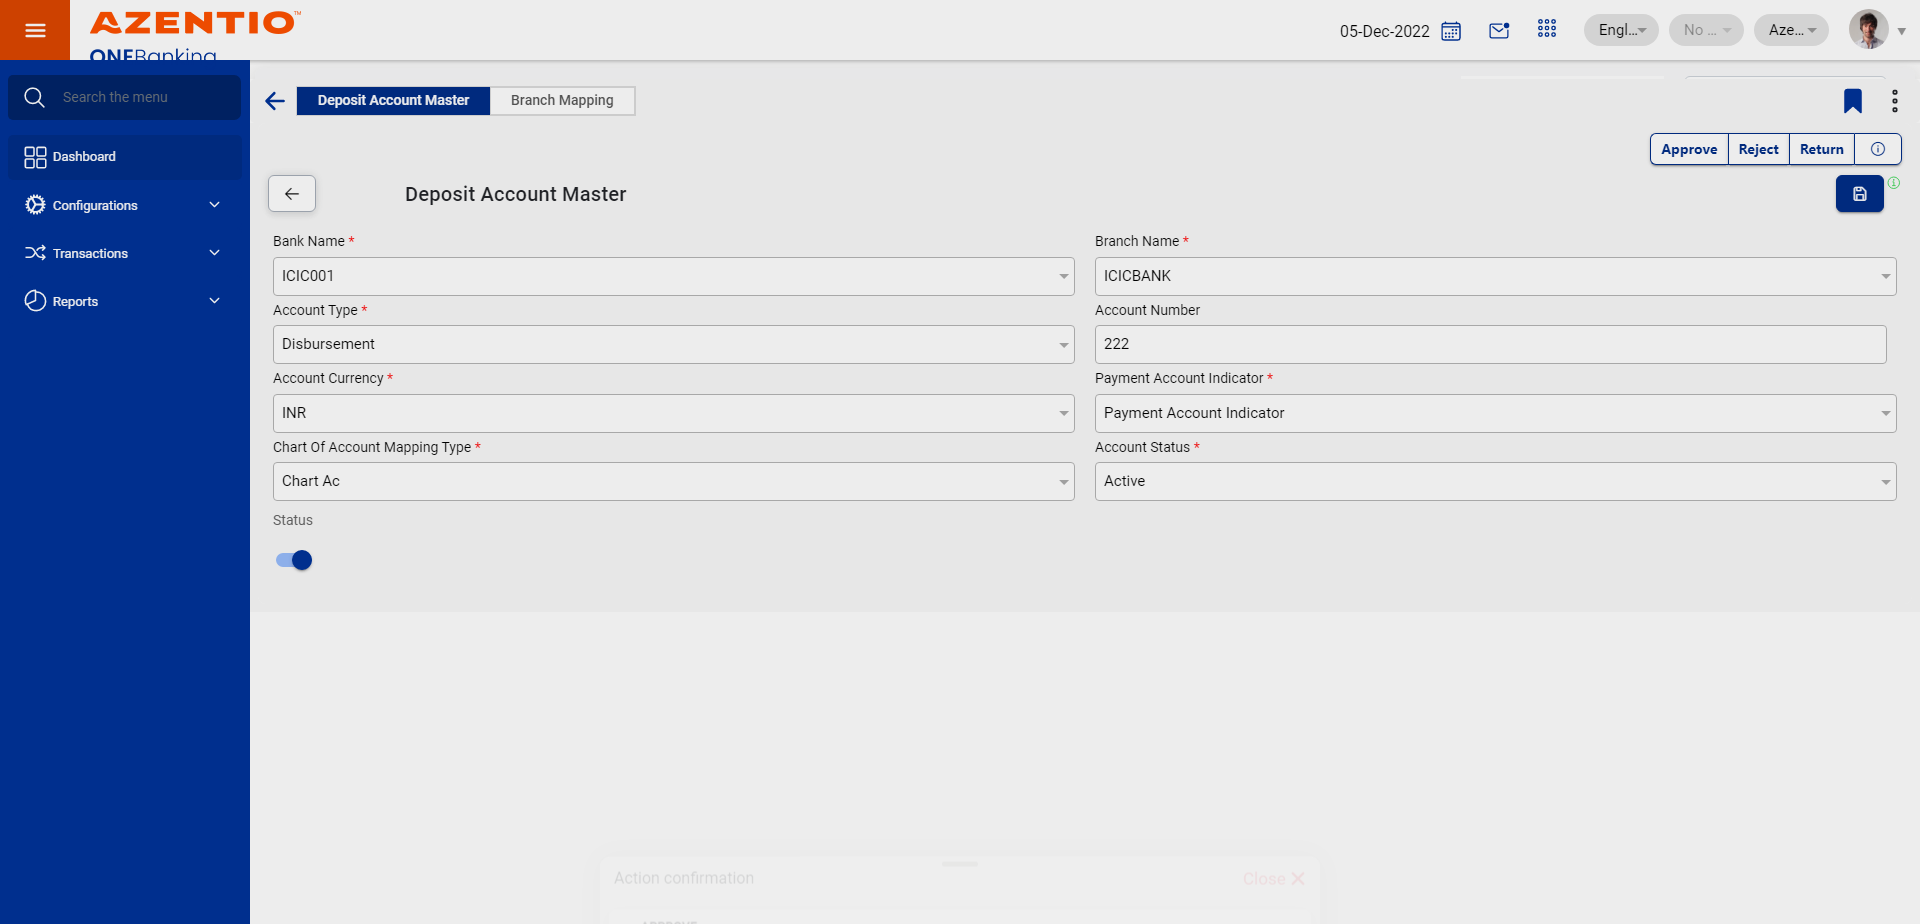 AZENTIO™
ONEBanking
05-Dec-2022
Engl...
No ...
Aze...
Search the menu
Dashboard
Configurations
Transactions
Reports
Deposit Account Master
Branch Mapping
Approve
Reject
Return
Deposit Account Master
Bank Name *
Branch Name *
ICIC001
ICICBANK
Account Type *
Account Number
Disbursement
222
Account Currency *
Payment Account Indicator *
INR
Payment Account Indicator
Chart Of Account Mapping Type *
Account Status *
Chart Ac
Active
Status
Action confirmation
Close
APPROVE